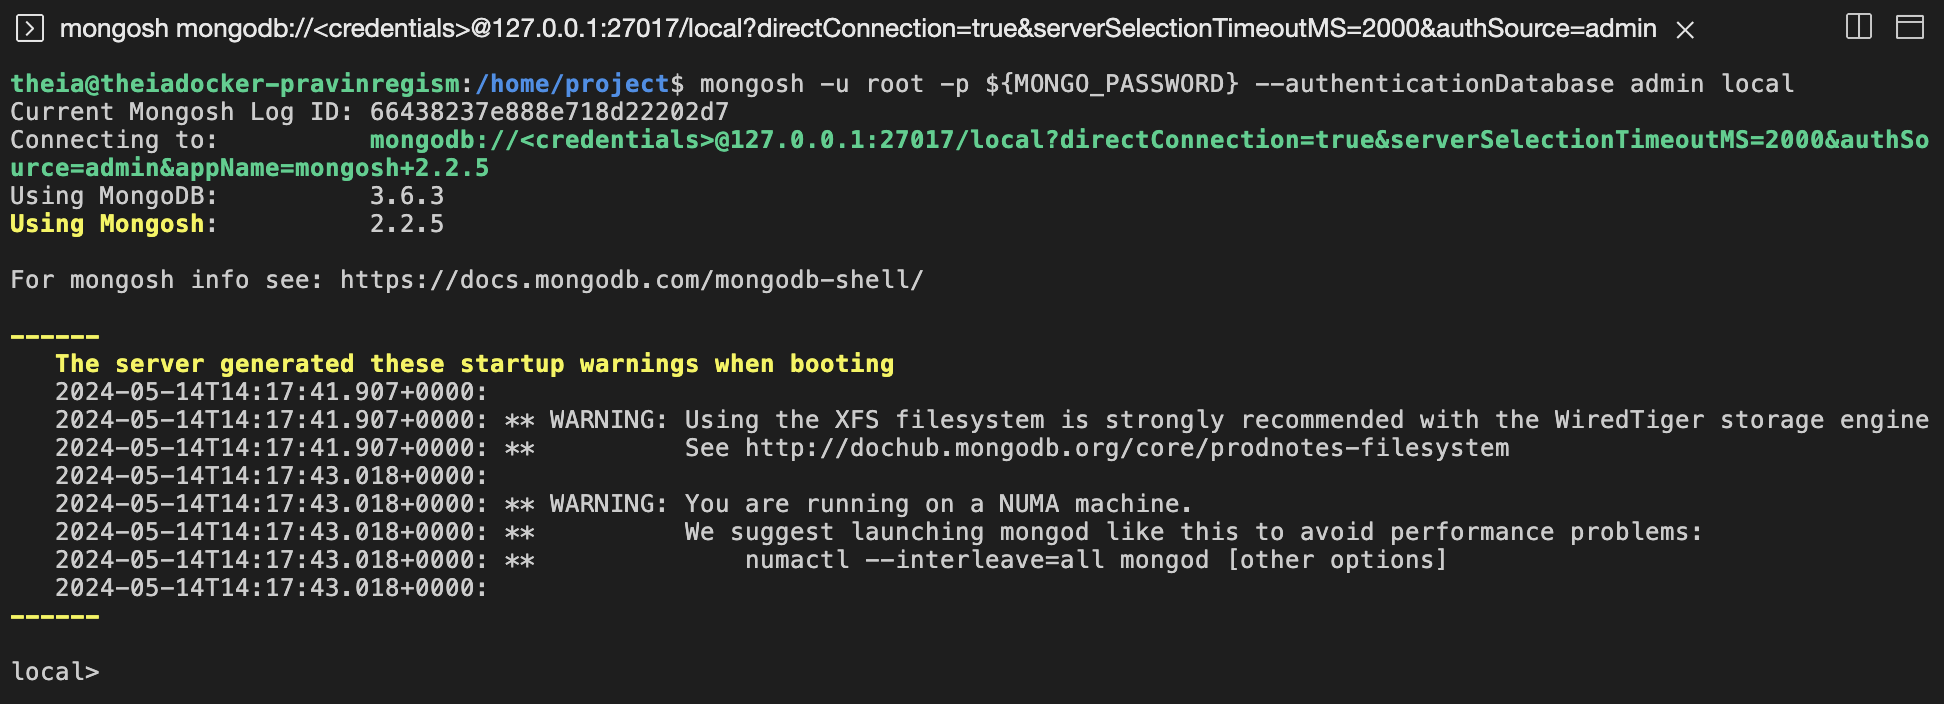 mongosh mongodb://<credentials>@127.0.0.1:27017/local?directConnection=true&serverSelectionTimeoutMS=2000&authSource=admin
theia@theiadocker-pravinregism:/home/project$ mongosh -u root -p ${MONGO_PASSWORD} --authenticationDatabase admin local
Current Mongosh Log ID: 66438237e888e718d22202d7
Connecting to:          mongodb://<credentials>@127.0.0.1:27017/local?directConnection=true&serverSelectionTimeoutMS=2000&authSo
urce=admin&appName=mongosh+2.2.5
Using MongoDB:          3.6.3
Using Mongosh:          2.2.5
For mongosh info see: https://docs.mongodb.com/mongodb-shell/
------
   The server generated these startup warnings when booting
   2024-05-14T14:17:41.907+0000:
   2024-05-14T14:17:41.907+0000: ** WARNING: Using the XFS filesystem is strongly recommended with the WiredTiger storage engine
   2024-05-14T14:17:41.907+0000: **          See http://dochub.mongodb.org/core/prodnotes-filesystem
   2024-05-14T14:17:43.018+0000:
   2024-05-14T14:17:43.018+0000: ** WARNING: You are running on a NUMA machine.
   2024-05-14T14:17:43.018+0000: **          We suggest launching mongod like this to avoid performance problems:
   2024-05-14T14:17:43.018+0000: **              numactl --interleave=all mongod [other options]
   2024-05-14T14:17:43.018+0000:
------
local>